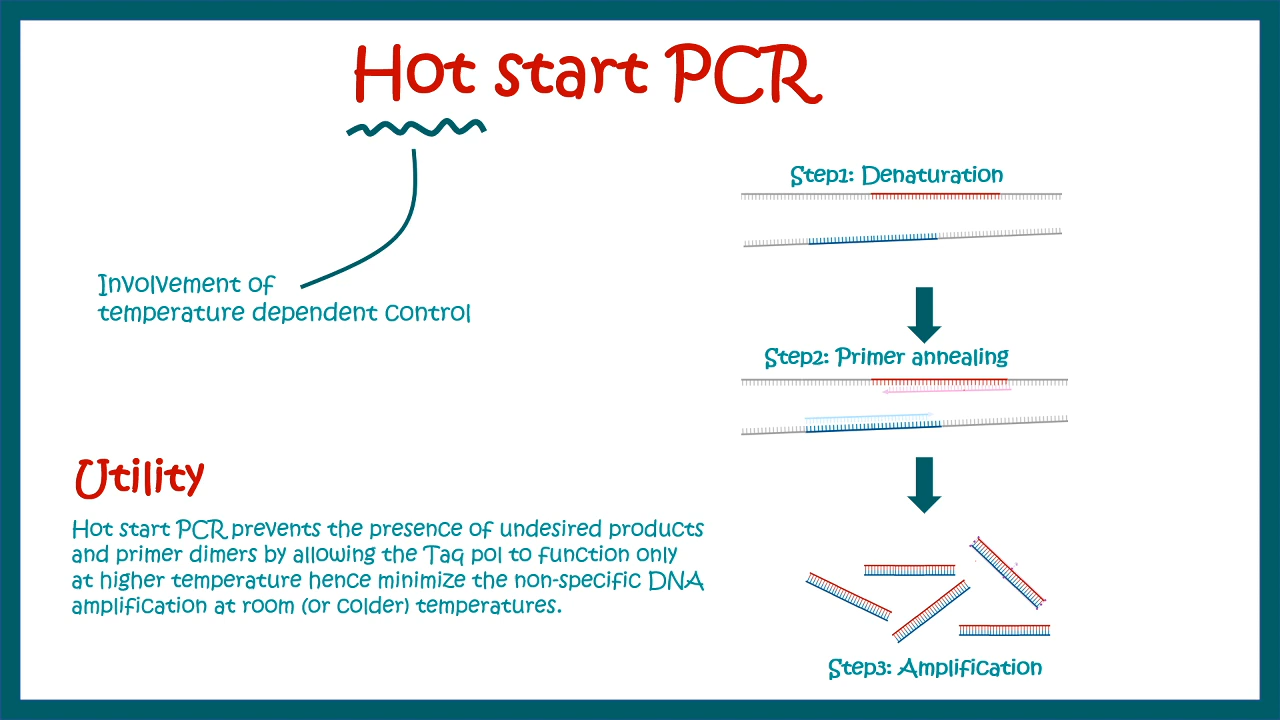 Hot start PCR
Involvement of
temperature dependent control
Utility
Hot start PCR prevents the presence of undesired products
and primer dimers by allowing the Taq pol to function only
at higher temperature hence minimize the non-specific DNA
amplification at room (or colder) temperatures.
Step1: Denaturation
Step2: Primer annealing
Step3: Amplification